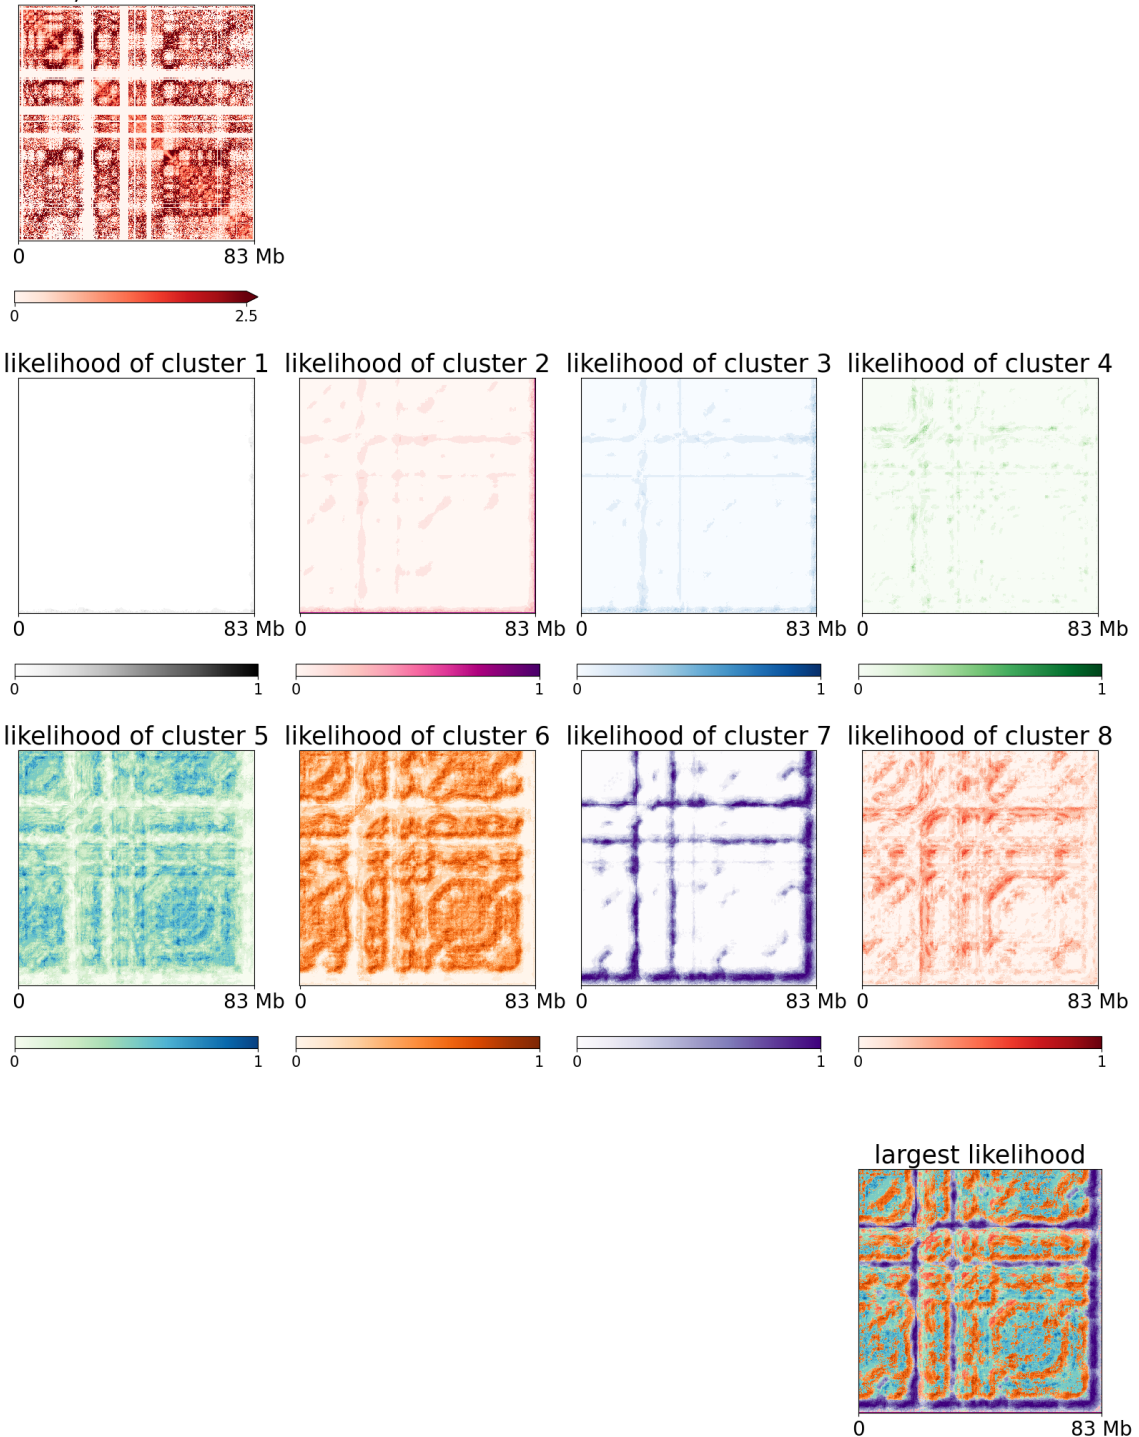 0 83 Mb
0 2.5
likelihood of cluster 1 likelihood of cluster 2 likelihood of cluster 3 likelihood of cluster 4
0 83 Mb 0 83 Mb 0 83 Mb 0 83 Mb
0 1 0 1 0 1 0 1
likelihood of cluster 5 likelihood of cluster 6 likelihood of cluster 7 likelihood of cluster 8
0 83 Mb 0 83 Mb 0 83 Mb 0 83 Mb
0 1 0 1 0 1 0 1
largest likelihood
0 83 Mb